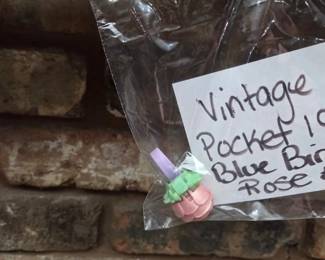 Vintage
Pocket
Blue
Rose